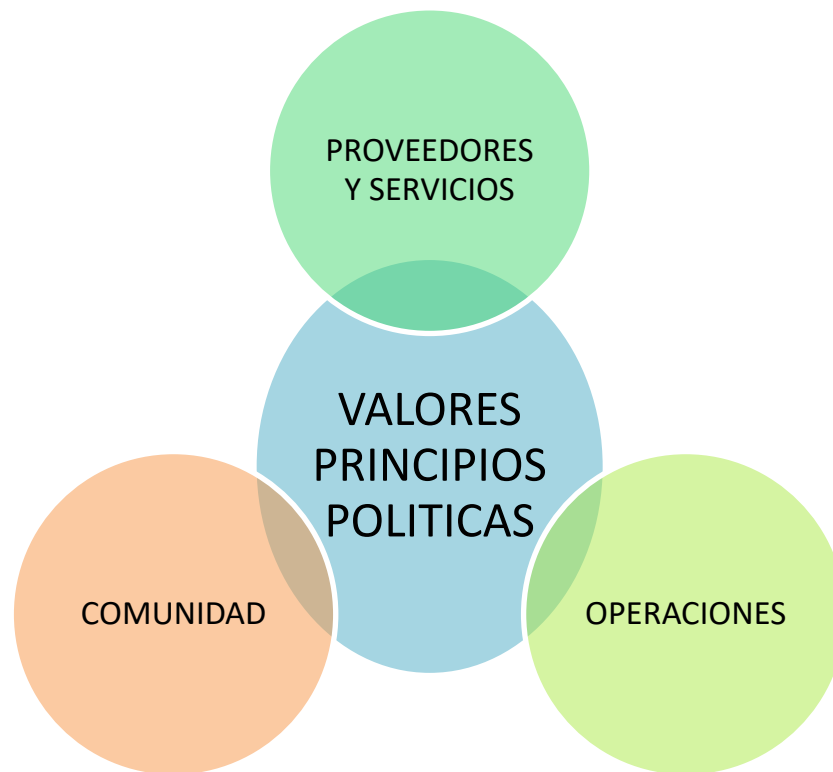 PROVEEDORES
Y SERVICIOS
VALORES
PRINCIPIOS
POLITICAS
COMUNIDAD
OPERACIONES